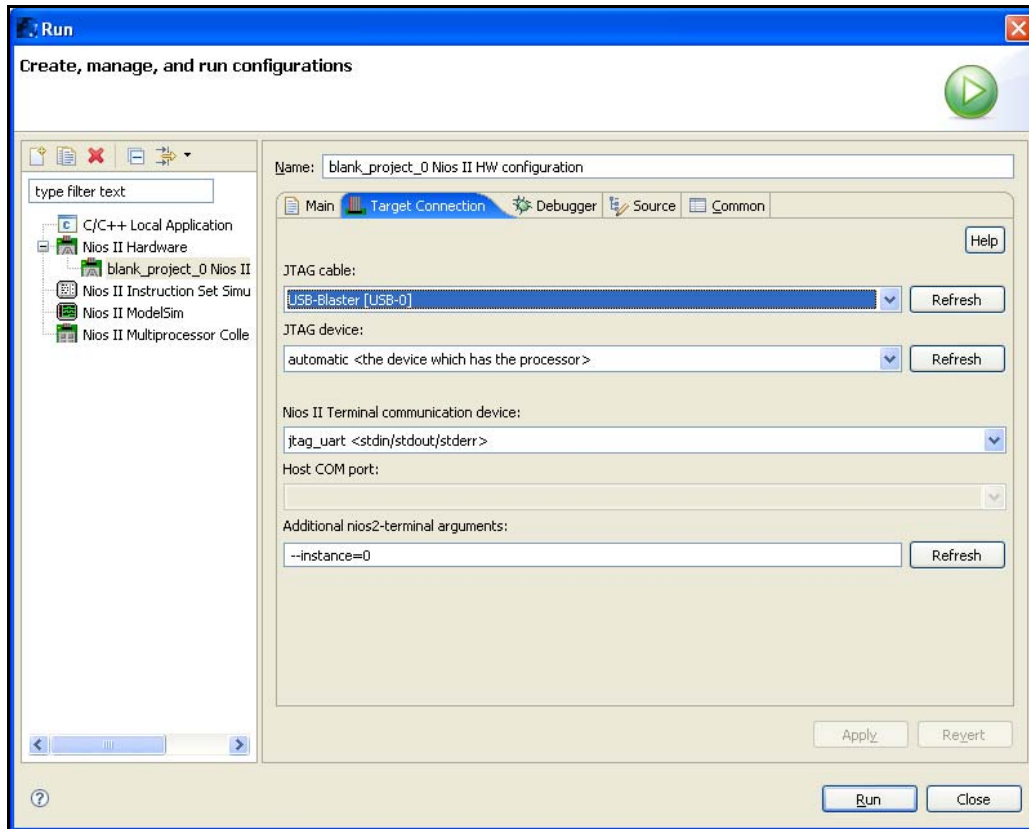 Run
Create, manage, and run configurations
type filter text
C/C++ Local Application
Nios II Hardware
blank_project_0 Nios II
Nios II Instruction Set Simu
Nios II ModelSim
Nios II Multiprocessor Colle
Name: blank_project_0 Nios II HW configuration
Main Target Connection Debugger Source Common
Help
JTAG cable:
USB-Blaster [USB-0] Refresh
JTAG device:
automatic <the device which has the processor> Refresh
Nios II Terminal communication device:
jtag_uart <stdin/stdout/stderr>
Host COM port:
Additional nios2-terminal arguments:
--instance=0 Refresh
Apply Revert
? Run Close